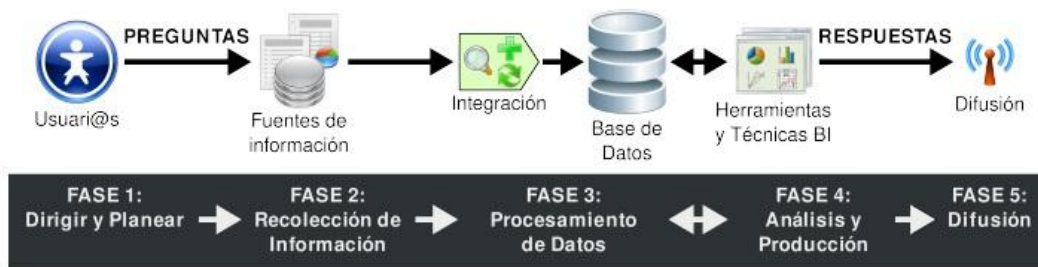 PREGUNTAS
RESPUESTAS
Usuari@s
Fuentes de
información
Integración
Base de
Datos
Herramientas
y Técnicas BI
Difusión
FASE 1:
Dirigir y Planear
FASE 2:
Recolección de
Información
FASE 3:
Procesamiento
de Datos
FASE 4:
Análisis y
Producción
FASE 5:
Difusión